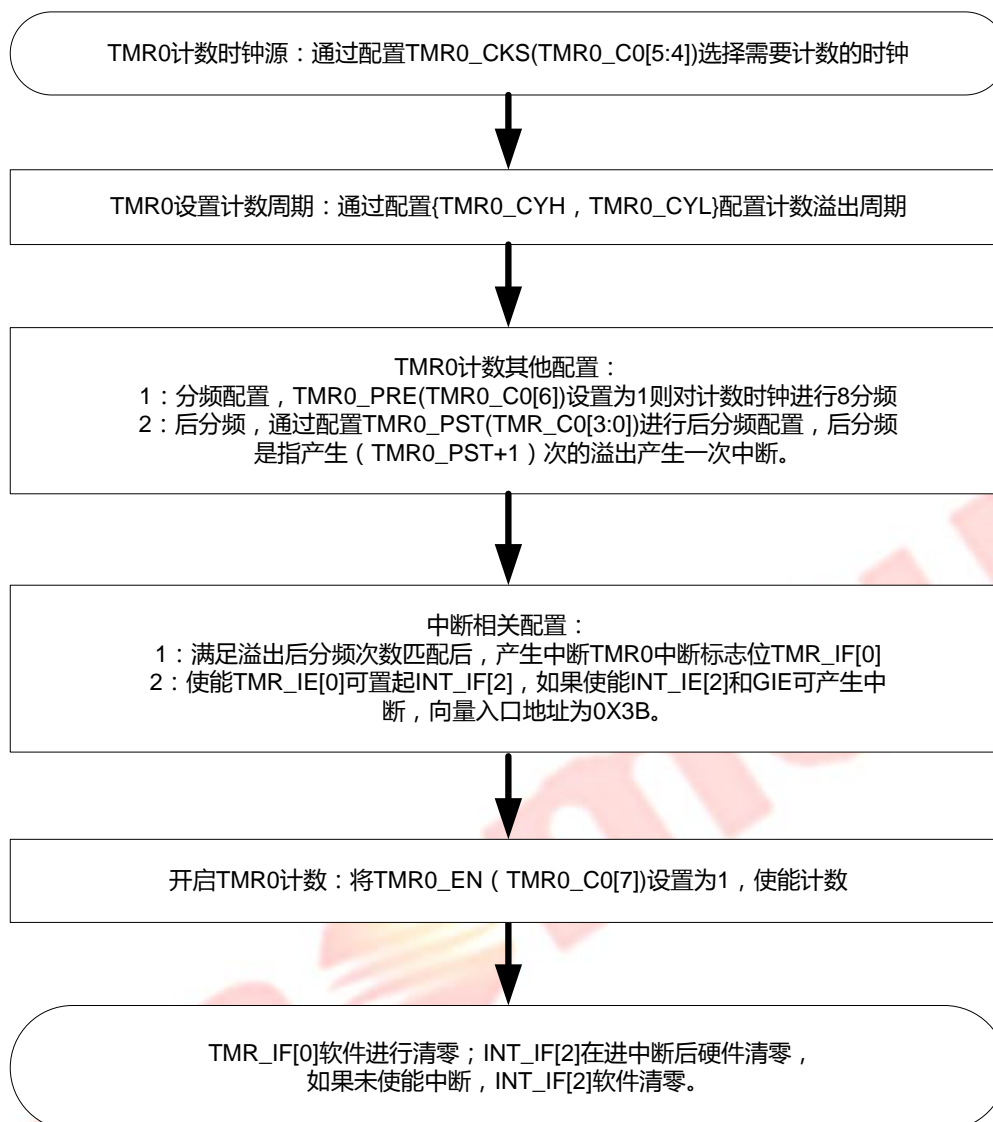 TMR0计数时钟源：通过配置TMR0_CKS(TMR0_C0[5:4])选择需要计数的时钟
TMR0设置计数周期：通过配置{TMR0_CYH，TMR0_CYL}配置计数溢出周期
TMR0计数其他配置：
1：分频配置，TMR0_PRE(TMR0_C0[6])设置为1则对计数时钟进行8分频
2：后分频，通过配置TMR0_PST(TMR_C0[3:0])进行后分频配置，后分频
是指产生（TMR0_PST+1）次的溢出产生一次中断。
中断相关配置：
1：满足溢出后分频次数匹配后，产生中断TMR0中断标志位TMR_IF[0]
2：使能TMR_IE[0]可置起INT_IF[2]，如果使能INT_IE[2]和GIE可产生中
断，向量入口地址为0X3B。
开启TMR0计数：将TMR0_EN（TMR0_C0[7])设置为1，使能计数
TMR_IF[0]软件进行清零；INT_IF[2]在进中断后硬件清零，
如果未使能中断，INT_IF[2]软件清零。